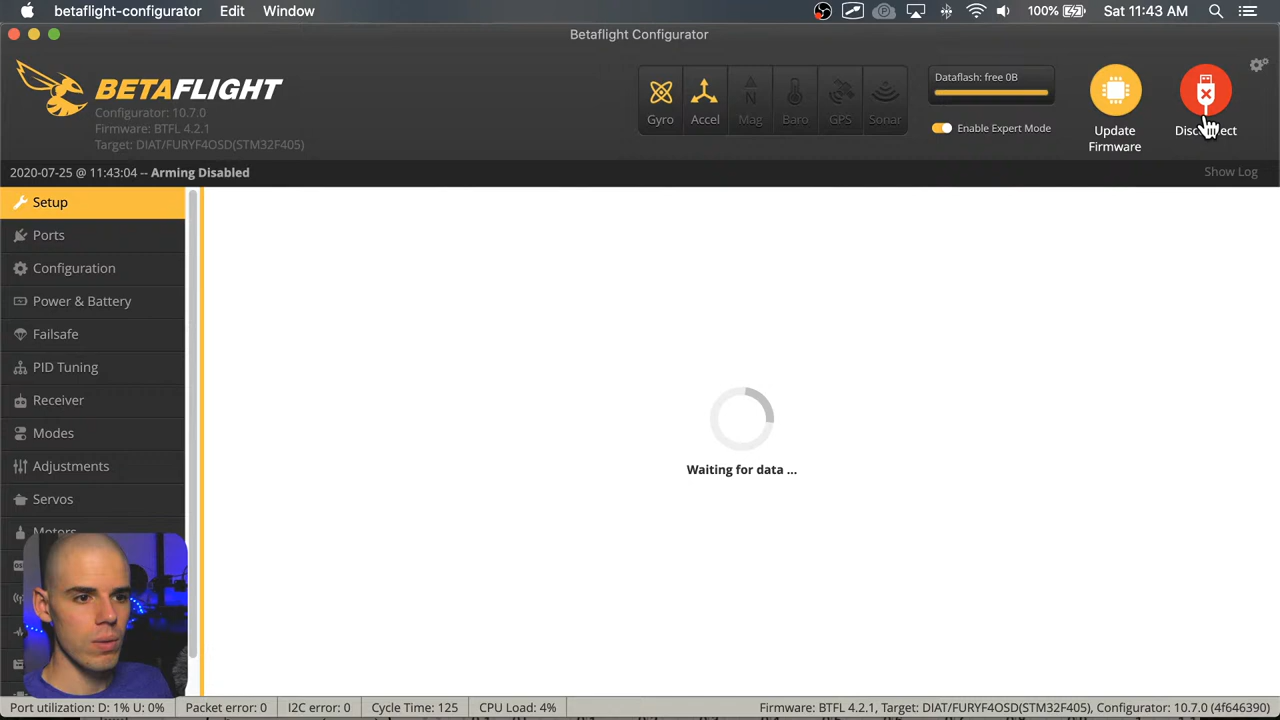 betaflight-configurator Edit Window
100% Sat 11:43 AM
Betaflight Configurator
BETAFLIGHT
Configurator: 10.7.0
Firmware: BTFL 4.2.1
Target: DIAT/FURYF4OSD(STM32F405)
Gyro Accel Mag Baro GPS Sonar
Dataflash: free 0B
Enable Expert Mode
Update
Firmware
Disconnect
2020-07-25 @ 11:43:04 -- Arming Disabled
Show Log
Setup
Ports
Configuration
Power & Battery
Failsafe
PID Tuning
Receiver
Modes
Adjustments
Servos
Motors
Waiting for data ...
Port utilization: D: 1% U: 0% Packet error: 0 I2C error: 0 Cycle Time: 125 CPU Load: 4% Firmware: BTFL 4.2.1, Target: DIAT/FURYF4OSD(STM32F405), Configurator: 10.7.0 (4f646390)